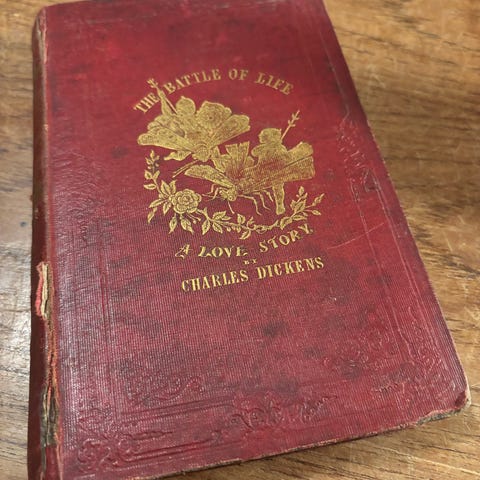 THE BATTLE OF LIFE
A LOVE STORY
BY
CHARLES DICKENS